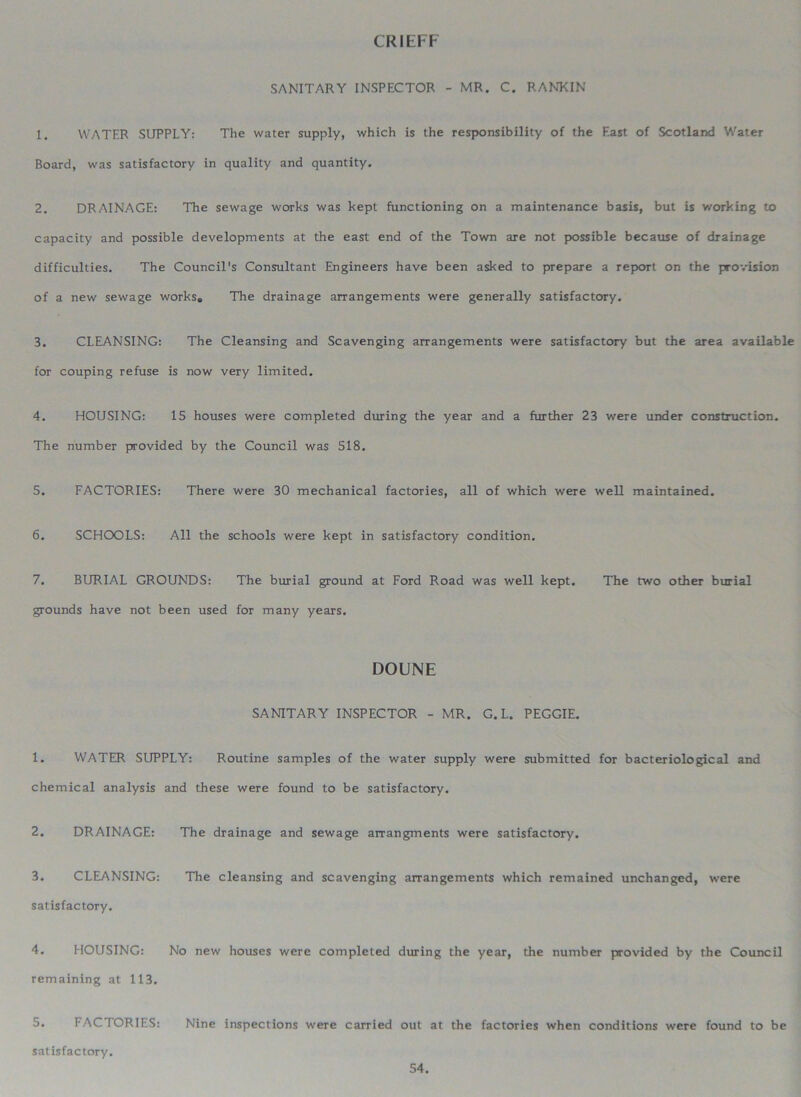 CRIEFF
SANITARY INSPECTOR - MR. C. RANKIN
1. WATER SUPPLY: The water supply, which is the responsibility of the East of Scotland Water
Board, was satisfactory in quality and quantity.
2. DRAINAGE: The sewage works was kept functioning on a maintenance basis, but is working to
capacity and possible developments at the east end of the Town are not possible because of drainage
difficulties. The Council's Consultant Engineers have been asked to prepare a report on the provision
of a new sewage works. The drainage arrangements were generally satisfactory.
3. CLEANSING: The Cleansing and Scavenging arrangements were satisfactory but the area available
for couping refuse is now very limited.
4. HOUSING: 15 houses were completed during the year and a further 23 were under construction.
The number provided by the Council was 518.
5. FACTORIES: There were 30 mechanical factories, all of which were well maintained.
6. SCHOOLS: All the schools were kept in satisfactory condition.
7. BURIAL GROUNDS: The burial ground at Ford Road was well kept. The two other burial
grounds have not been used for many years.
DOUNE
SANITARY INSPECTOR - MR. G.L. PEGGIE.
1. WATER SUPPLY: Routine samples of the water supply were submitted for bacteriological and
chemical analysis and these were found to be satisfactory.
2. DRAINAGE: The drainage and sewage arrangments were satisfactory.
3. CLEANSING: The cleansing and scavenging arrangements which remained unchanged, were
satisfactory.
4. HOUSING: No new houses were completed during the year, the number provided by the Council
remaining at 113.
5. FACTORIES: Nine inspections were carried out at the factories when conditions were found to be
satisfactory.
54.